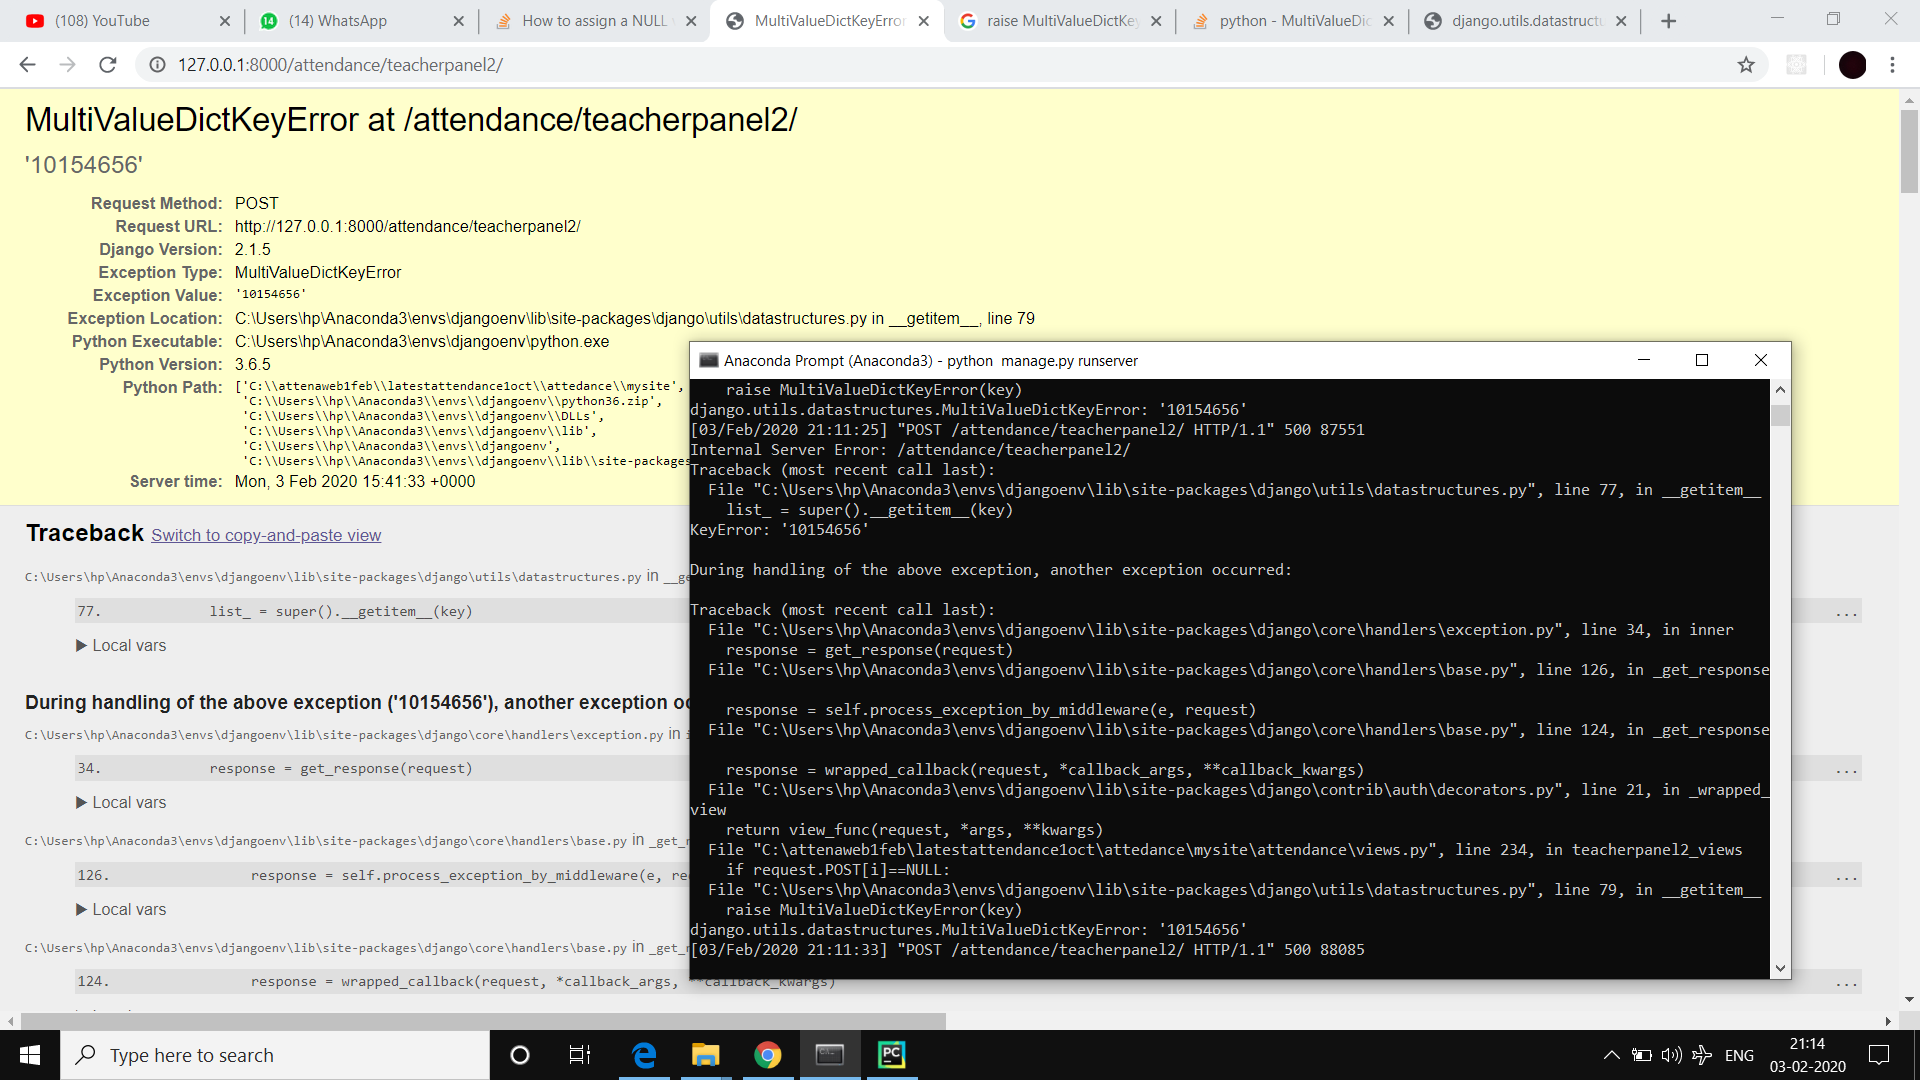 (108) YouTube
14
(14) WhatsApp
How to assign a NULL
MultiValueDictKeyError
raise MultiValueDictKe
python - MultiValueDic
django.utils.datastruct
127.0.0.1:8000/attendance/teacherpanel2/
MultiValueDictKeyError at /attendance/teacherpanel2/
'10154656'
Request Method: POST
Request URL: http://127.0.0.1:8000/attendance/teacherpanel2/
Django Version: 2.1.5
Exception Type: MultiValueDictKeyError
Exception Value: '10154656'
Exception Location: C:\Users\hp\Anaconda3\envs\djangoenv\lib\site-packages\django\utils\datastructures.py in __getitem__, line 79
Python Executable: C:\Users\hp\Anaconda3\envs\djangoenv\python.exe
Python Version: 3.6.5
Python Path: ['C:\\attenaweb1feb\\latestattendance1oct\\attedance\\mysite',
'C:\\Users\\hp\\Anaconda3\\envs\\djangoenv\\python36.zip',
'C:\\Users\\hp\\Anaconda3\\envs\\djangoenv\\DLLs',
'C:\\Users\\hp\\Anaconda3\\envs\\djangoenv\\lib',
'C:\\Users\\hp\\Anaconda3\\envs\\djangoenv',
'C:\\Users\\hp\\Anaconda3\\envs\\djangoenv\\lib\\site-packages
Server time: Mon, 3 Feb 2020 15:41:33 +0000
Traceback Switch to copy-and-paste view
C:\Users\hp\Anaconda3\envs\djangoenv\lib\site-packages\django\utils\datastructures.py in __ge
77. list_ = super().__getitem__(key) ...
▶ Local vars
During handling of the above exception ('10154656'), another exception oc
C:\Users\hp\Anaconda3\envs\djangoenv\lib\site-packages\django\core\handlers\exception.py in i
34. response = get_response(request) ...
▶ Local vars
C:\Users\hp\Anaconda3\envs\djangoenv\lib\site-packages\django\core\handlers\base.py in _get_r
126. response = self.process_exception_by_middleware(e, re ...
▶ Local vars
C:\Users\hp\Anaconda3\envs\djangoenv\lib\site-packages\django\core\handlers\base.py in _get_r
124. response = wrapped_callback(request, *callback_args, **callback_kwargs) ...
Anaconda Prompt (Anaconda3) - python manage.py runserver
raise MultiValueDictKeyError(key)
django.utils.datastructures.MultiValueDictKeyError: '10154656'
[03/Feb/2020 21:11:25] "POST /attendance/teacherpanel2/ HTTP/1.1" 500 87551
Internal Server Error: /attendance/teacherpanel2/
Traceback (most recent call last):
File "C:\Users\hp\Anaconda3\envs\djangoenv\lib\site-packages\django\utils\datastructures.py", line 77, in __getitem__
list_ = super().__getitem__(key)
KeyError: '10154656'
During handling of the above exception, another exception occurred:
Traceback (most recent call last):
File "C:\Users\hp\Anaconda3\envs\djangoenv\lib\site-packages\django\core\handlers\exception.py", line 34, in inner
response = get_response(request)
File "C:\Users\hp\Anaconda3\envs\djangoenv\lib\site-packages\django\core\handlers\base.py", line 126, in _get_response
response = self.process_exception_by_middleware(e, request)
File "C:\Users\hp\Anaconda3\envs\djangoenv\lib\site-packages\django\core\handlers\base.py", line 124, in _get_response
response = wrapped_callback(request, *callback_args, **callback_kwargs)
File "C:\Users\hp\Anaconda3\envs\djangoenv\lib\site-packages\django\contrib\auth\decorators.py", line 21, in _wrapped_
view
return view_func(request, *args, **kwargs)
File "C:\attenaweb1feb\latestattendance1oct\attedance\mysite\attendance\views.py", line 234, in teacherpanel2_views
if request.POST[i]==NULL:
File "C:\Users\hp\Anaconda3\envs\djangoenv\lib\site-packages\django\utils\datastructures.py", line 79, in __getitem__
raise MultiValueDictKeyError(key)
django.utils.datastructures.MultiValueDictKeyError: '10154656'
[03/Feb/2020 21:11:33] "POST /attendance/teacherpanel2/ HTTP/1.1" 500 88085
Type here to search
PC
ENG
21:14
03-02-2020